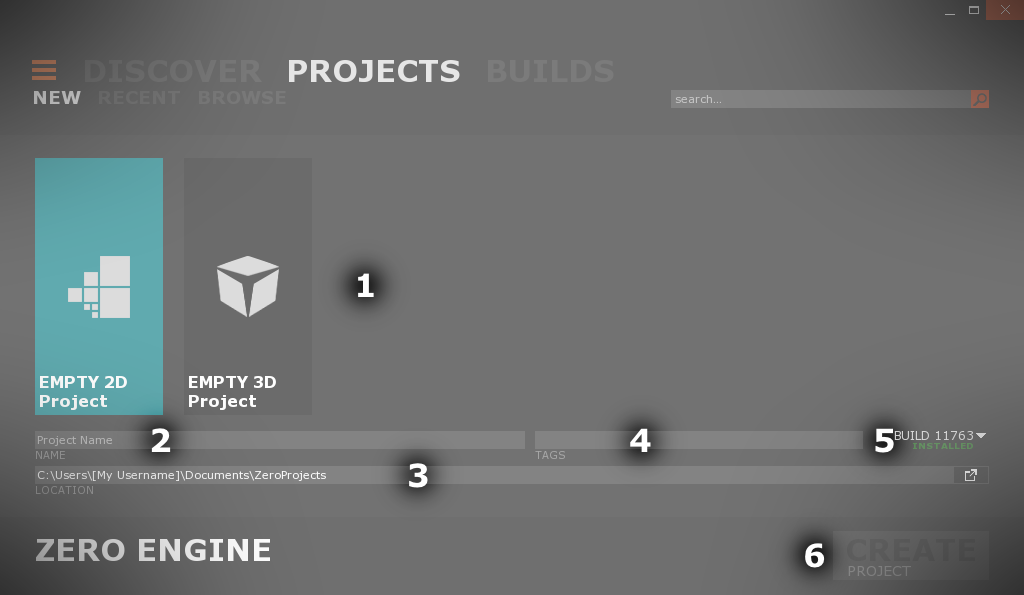 DISCOVER PROJECTS BUILDS
NEW RECENT BROWSE
search...
1
EMPTY 2D
Project
EMPTY 3D
Project
Project Name 2
NAME
4
TAGS
5 BUILD 11763
INSTALLED
C:\Users\[My Username]\Documents\ZeroProjects 3
LOCATION
ZERO ENGINE
6 CREATE
PROJECT